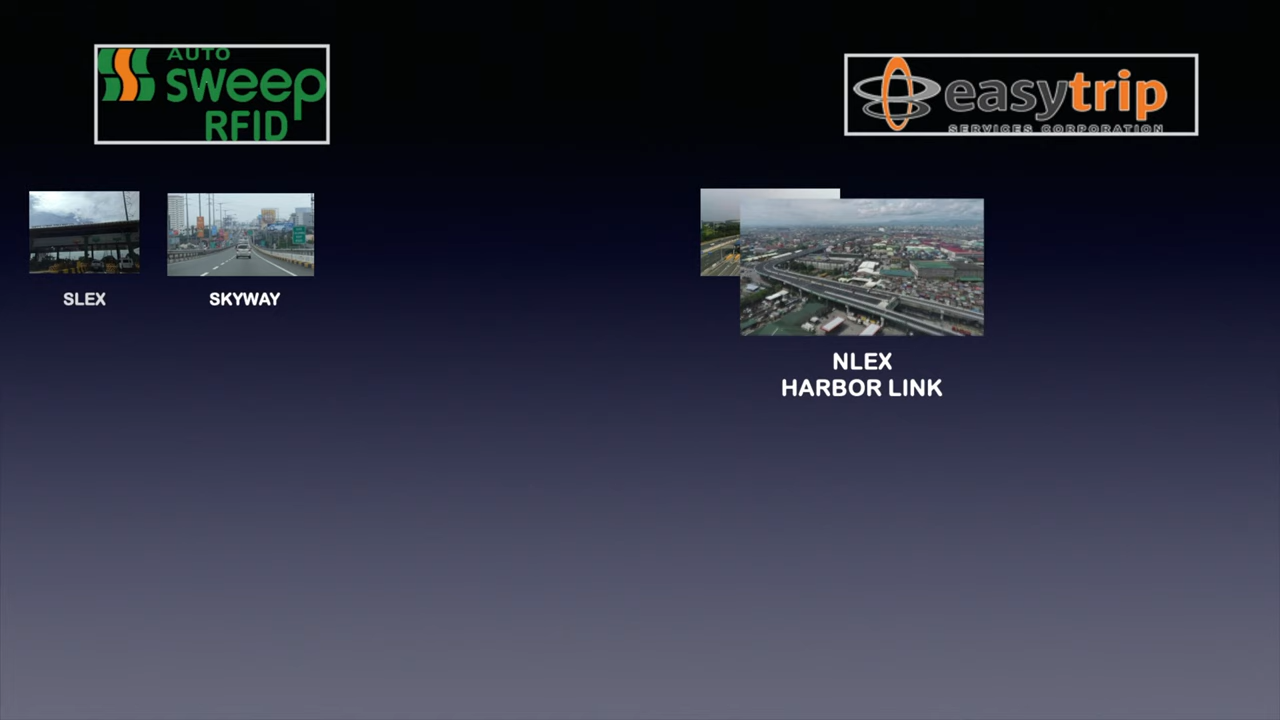 AUTO
sweep
RFID
easytrip
SERVICES CORPORATION
SLEX
SKYWAY
NLEX
HARBOR LINK